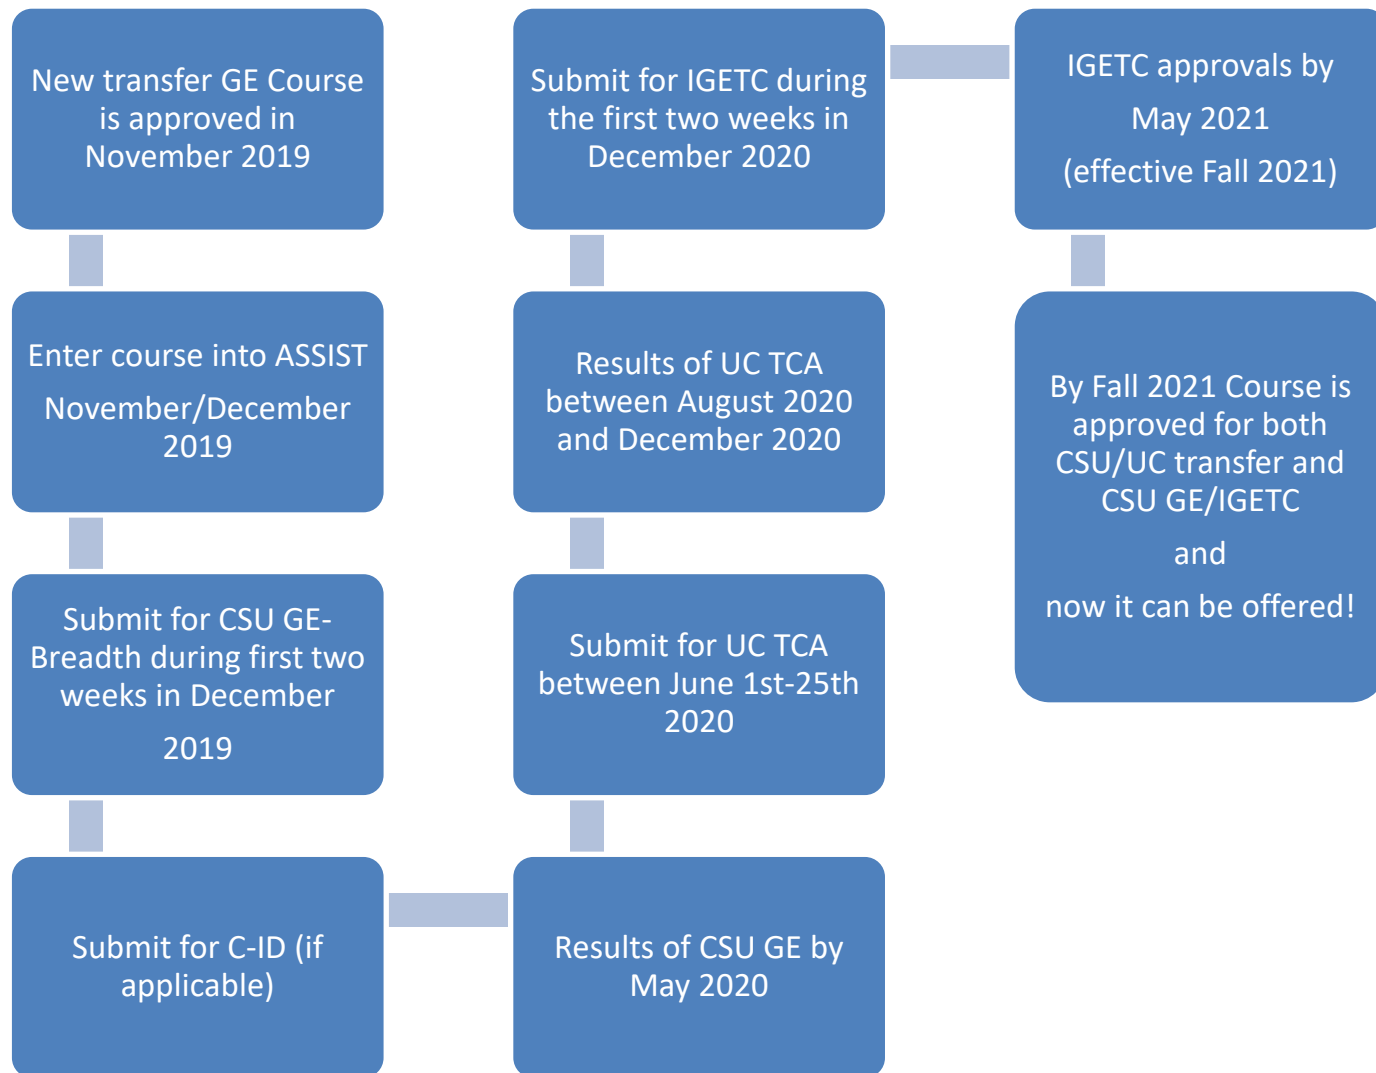 New transfer GE Course
is approved in
November 2019
Enter course into ASSIST
November/December
2019
Submit for CSU GE-
Breadth during first two
weeks in December
2019
Submit for C-ID (if
applicable)
Results of CSU GE by
May 2020
Submit for UC TCA
between June 1st-25th
2020
Results of UC TCA
between August 2020
and December 2020
Submit for IGETC during
the first two weeks in
December 2020
IGETC approvals by
May 2021
(effective Fall 2021)
By Fall 2021 Course is
approved for both
CSU/UC transfer and
CSU GE/IGETC
and
now it can be offered!